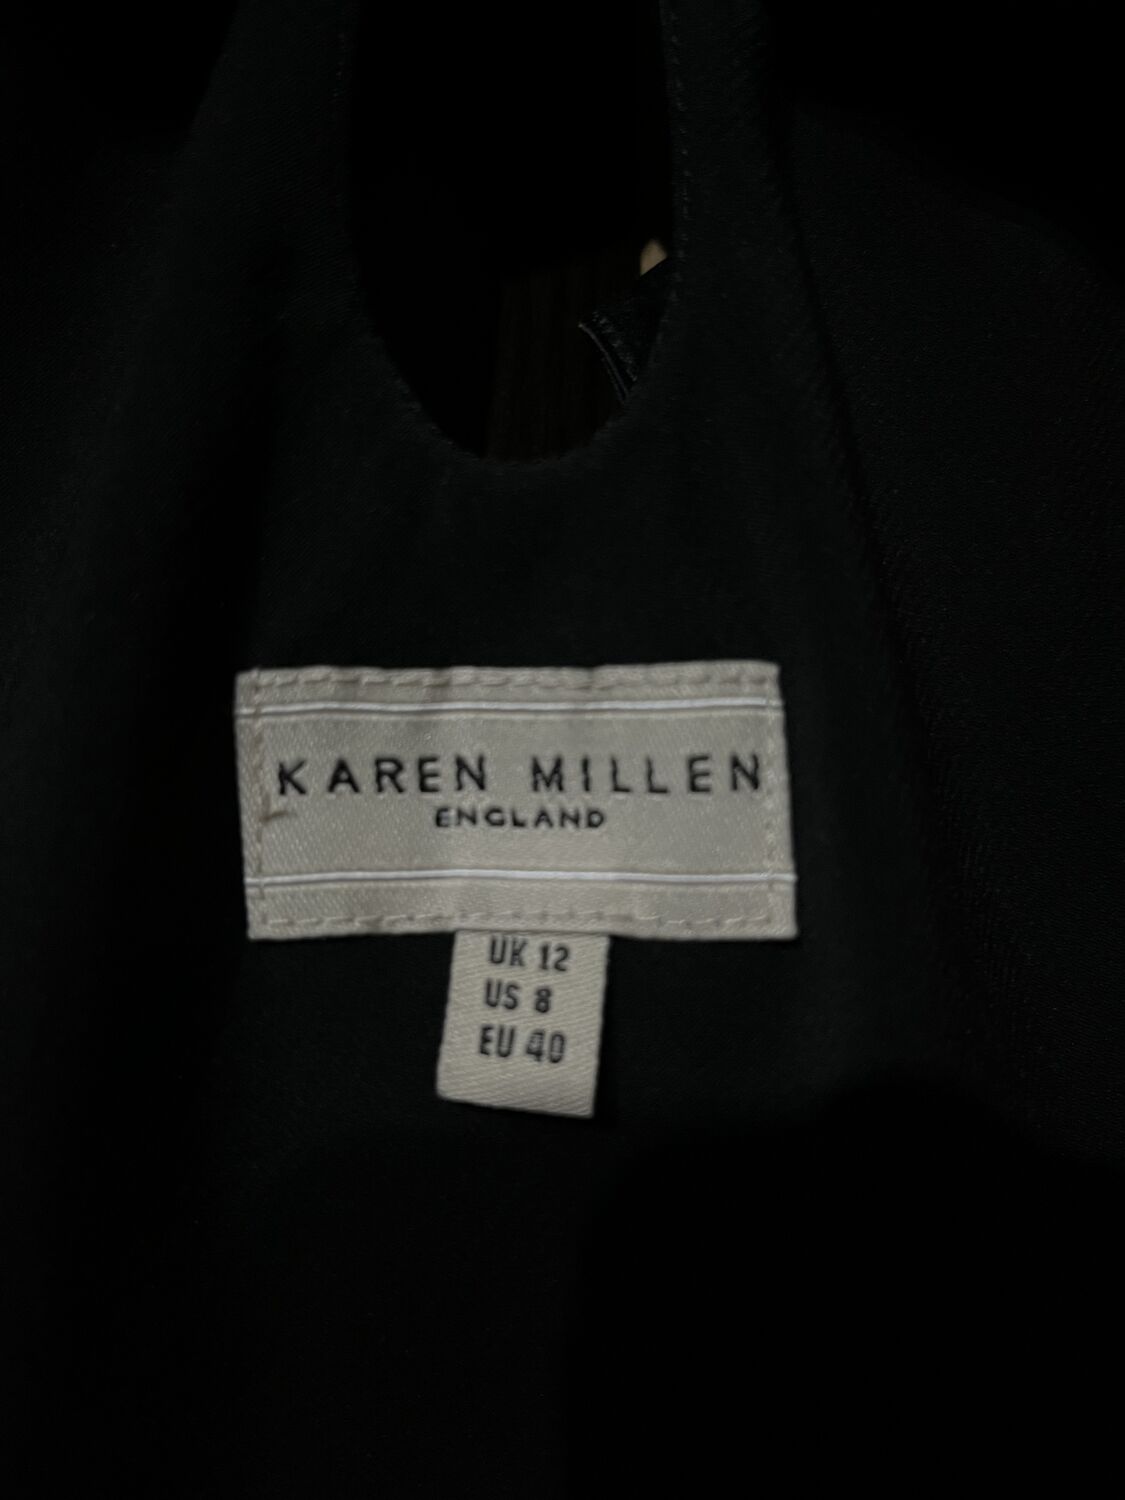 KAREN MILLEN
ENGLAND
UK 12
US 8
EU 40